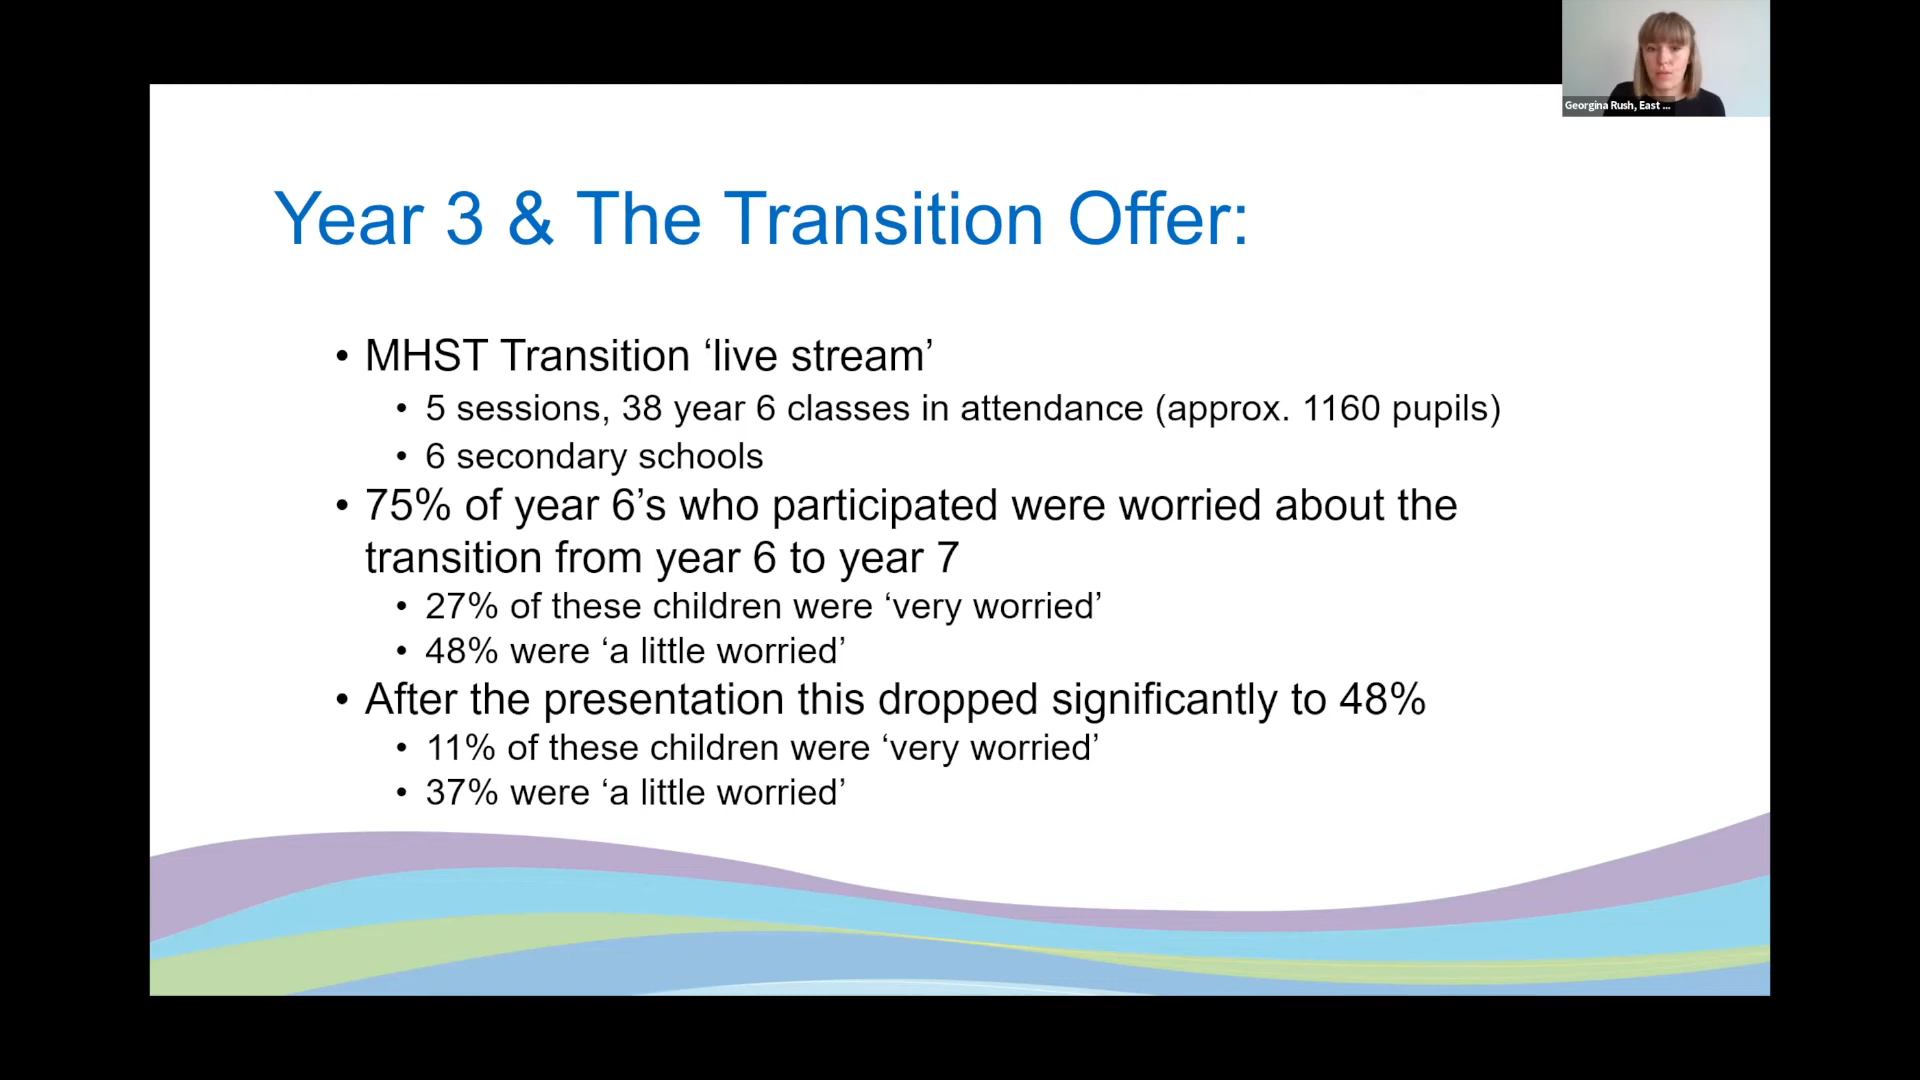 Georgina Rush, East ...
Year 3 & The Transition Offer:
• MHST Transition ‘live stream’
• 5 sessions, 38 year 6 classes in attendance (approx. 1160 pupils)
• 6 secondary schools
• 75% of year 6’s who participated were worried about the
transition from year 6 to year 7
• 27% of these children were ‘very worried’
• 48% were ‘a little worried’
• After the presentation this dropped significantly to 48%
• 11% of these children were ‘very worried’
• 37% were ‘a little worried’